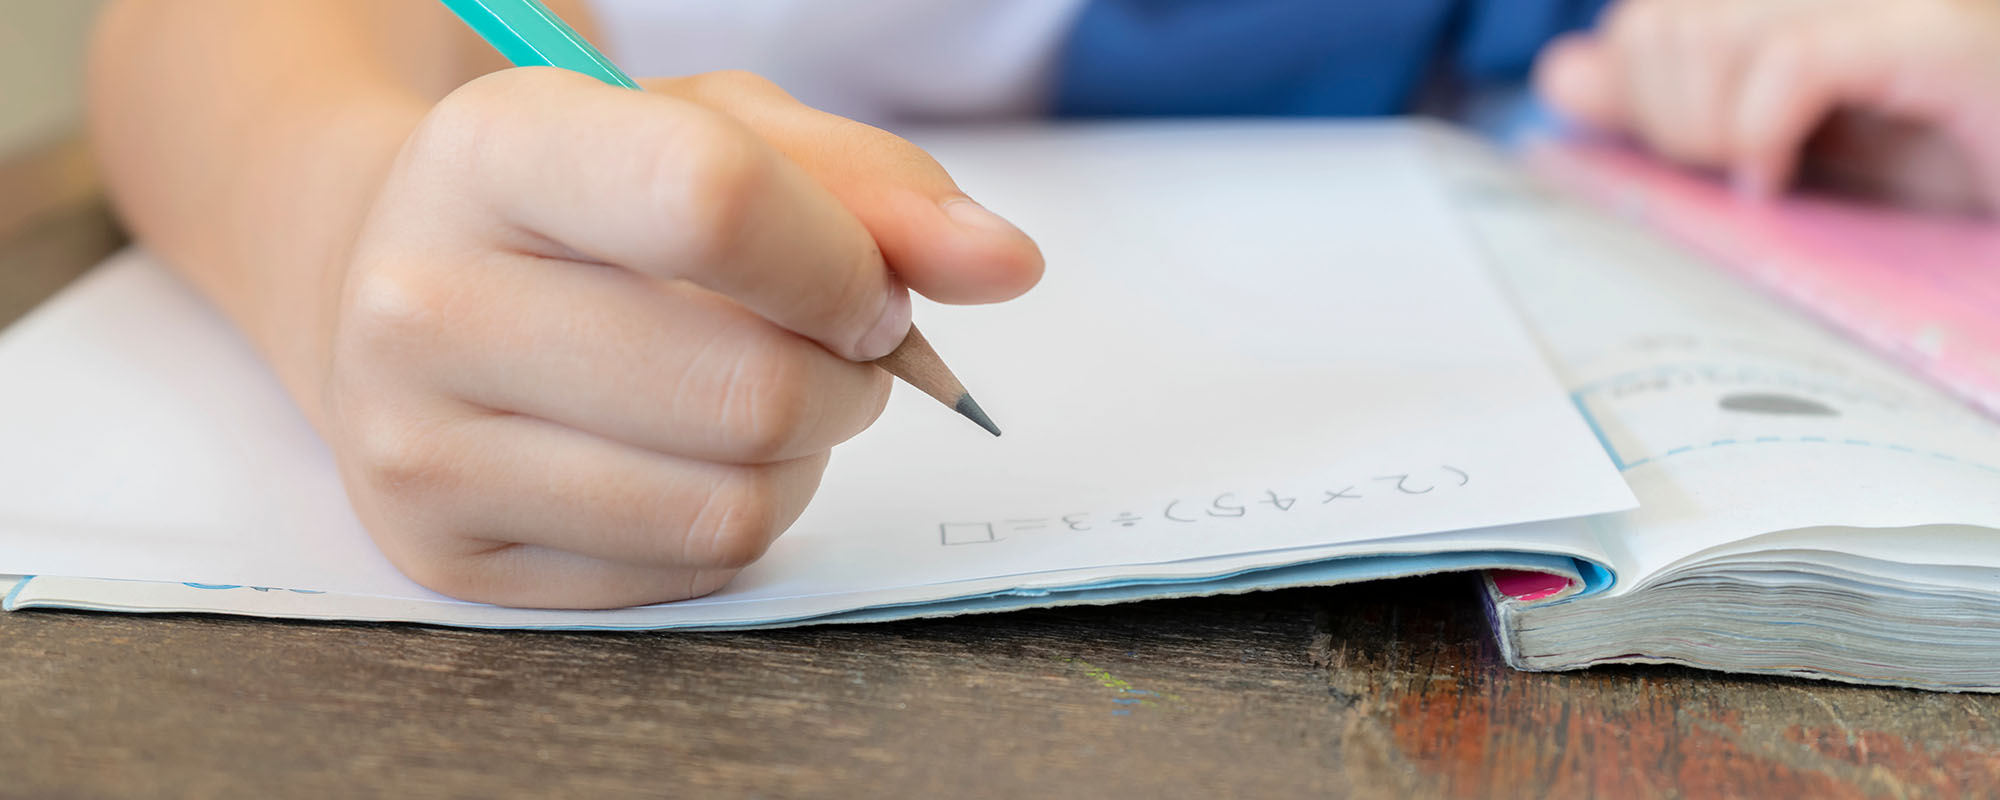 (2 × 45) ÷ 3 = □